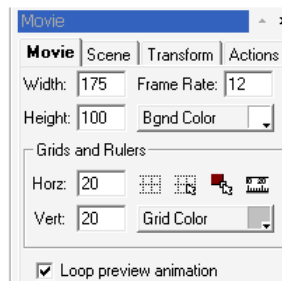 Movie
Movie Scene Transform Actions
Width: 175 Frame Rate: 12
Height: 100 Bgnd Color
Grids and Rulers
Horz: 20
Vert: 20 Grid Color
Loop preview animation